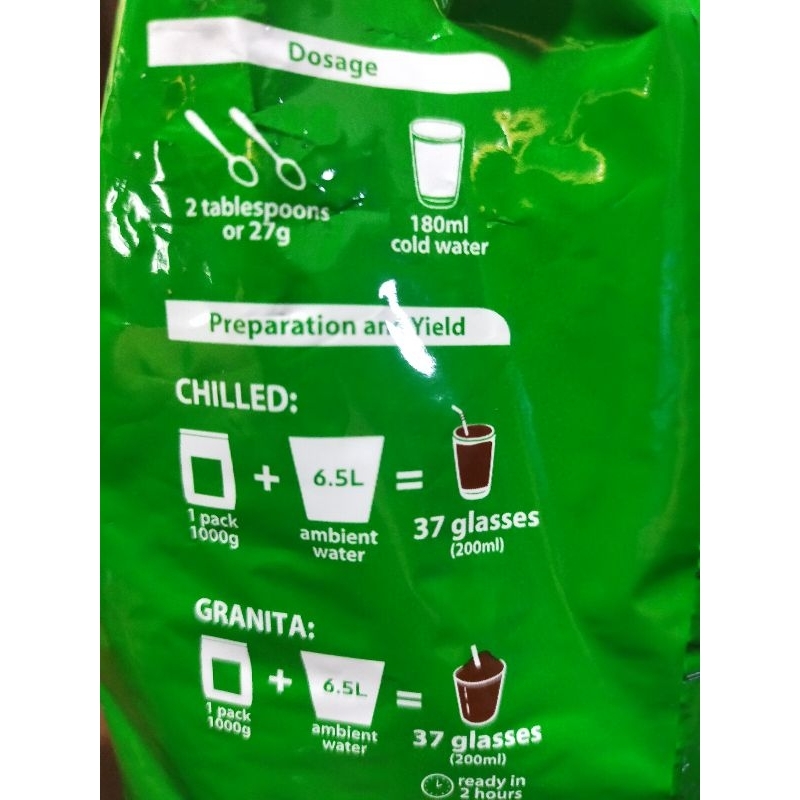 Dosage
2 tablespoons
or 27g
180ml
cold water
Preparation and Yield
CHILLED:
+ 6.5L =
1 pack
1000g
ambient
water
37 glasses
(200ml)
GRANITA:
+ 6.5L =
1 pack
1000g
ambient
water
37 glasses
(200ml)
ready in
2 hours